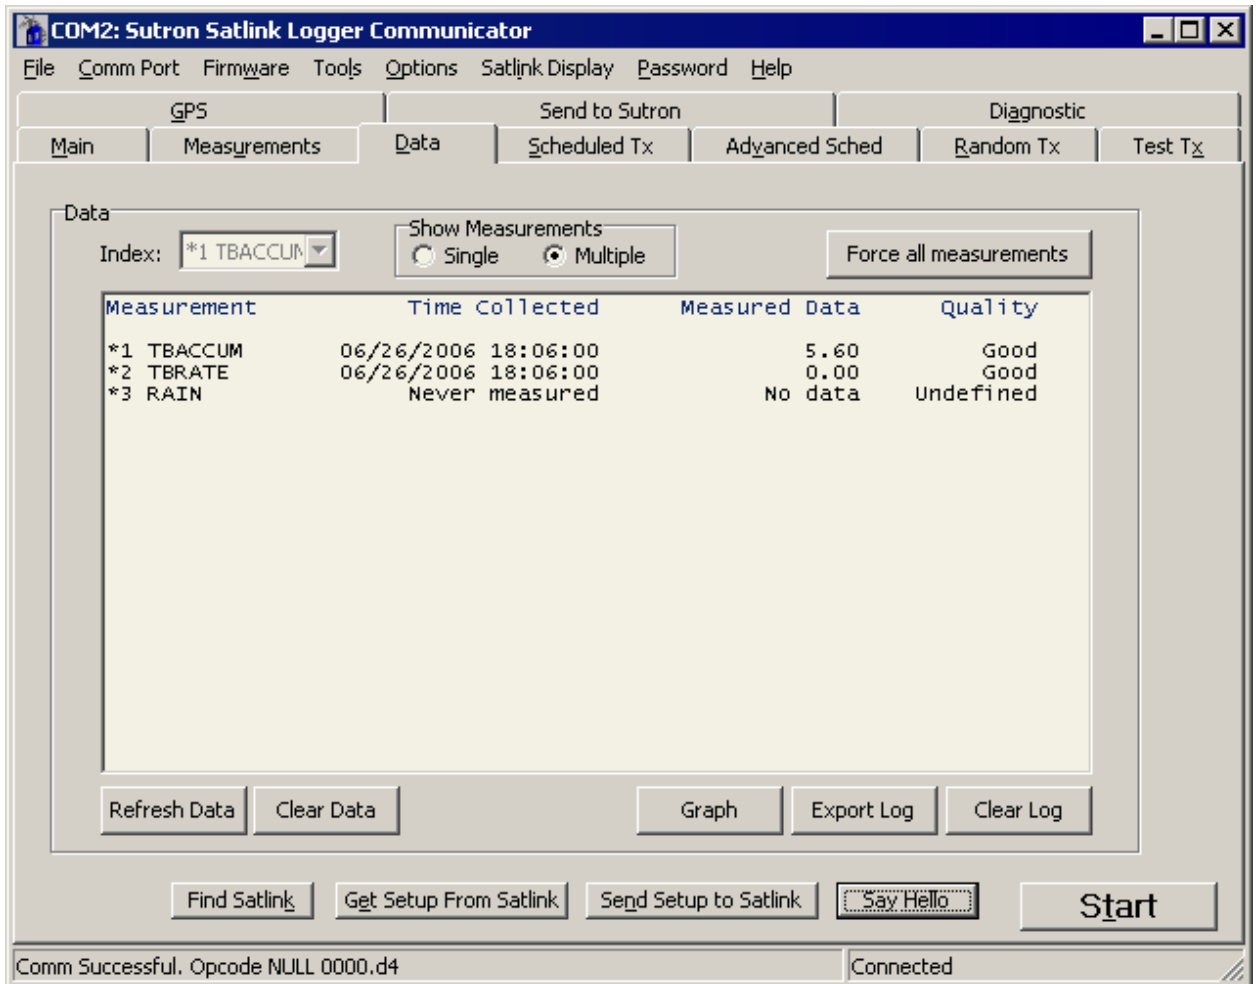 COM2: Sutron Satlink Logger Communicator
File Comm Port Firmware Tools Options Satlink Display Password Help
GPS Send to Sutron Diagnostic
Main Measurements Data Scheduled Tx Advanced Sched Random Tx Test Tx
Data
Show Measurements
Index: *1 TBACCUM Single Multiple Force all measurements
Measurement Time Collected Measured Data Quality
*1 TBACCUM 06/26/2006 18:06:00 5.60 Good
*2 TBRATE 06/26/2006 18:06:00 0.00 Good
*3 RAIN Never measured No data Undefined
Refresh Data Clear Data Graph Export Log Clear Log
Find Satlink Get Setup From Satlink Send Setup to Satlink Say Hello Start
Comm Successful. Opcode NULL 0000.d4 Connected